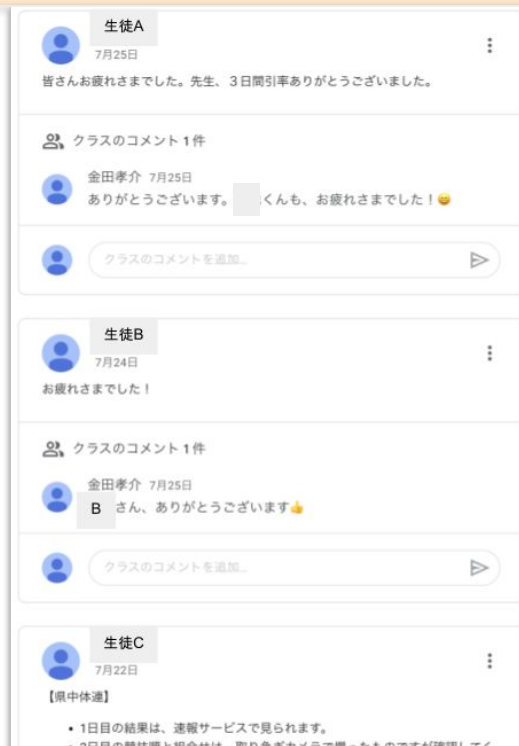 生徒A
7月25日
皆さんお疲れさまでした。先生、3日間引率ありがとうございました。
クラスのコメント 1 件
金田孝介 7月25日
ありがとうございます。 くんも、お疲れさまでした！😄
クラスのコメントを追加...
生徒B
7月24日
お疲れさまでした！
クラスのコメント 1 件
金田孝介 7月25日
B さん、ありがとうございます👍
クラスのコメントを追加...
生徒C
7月22日
【県中体連】
• 1日目の結果は、速報サービスで見られます。